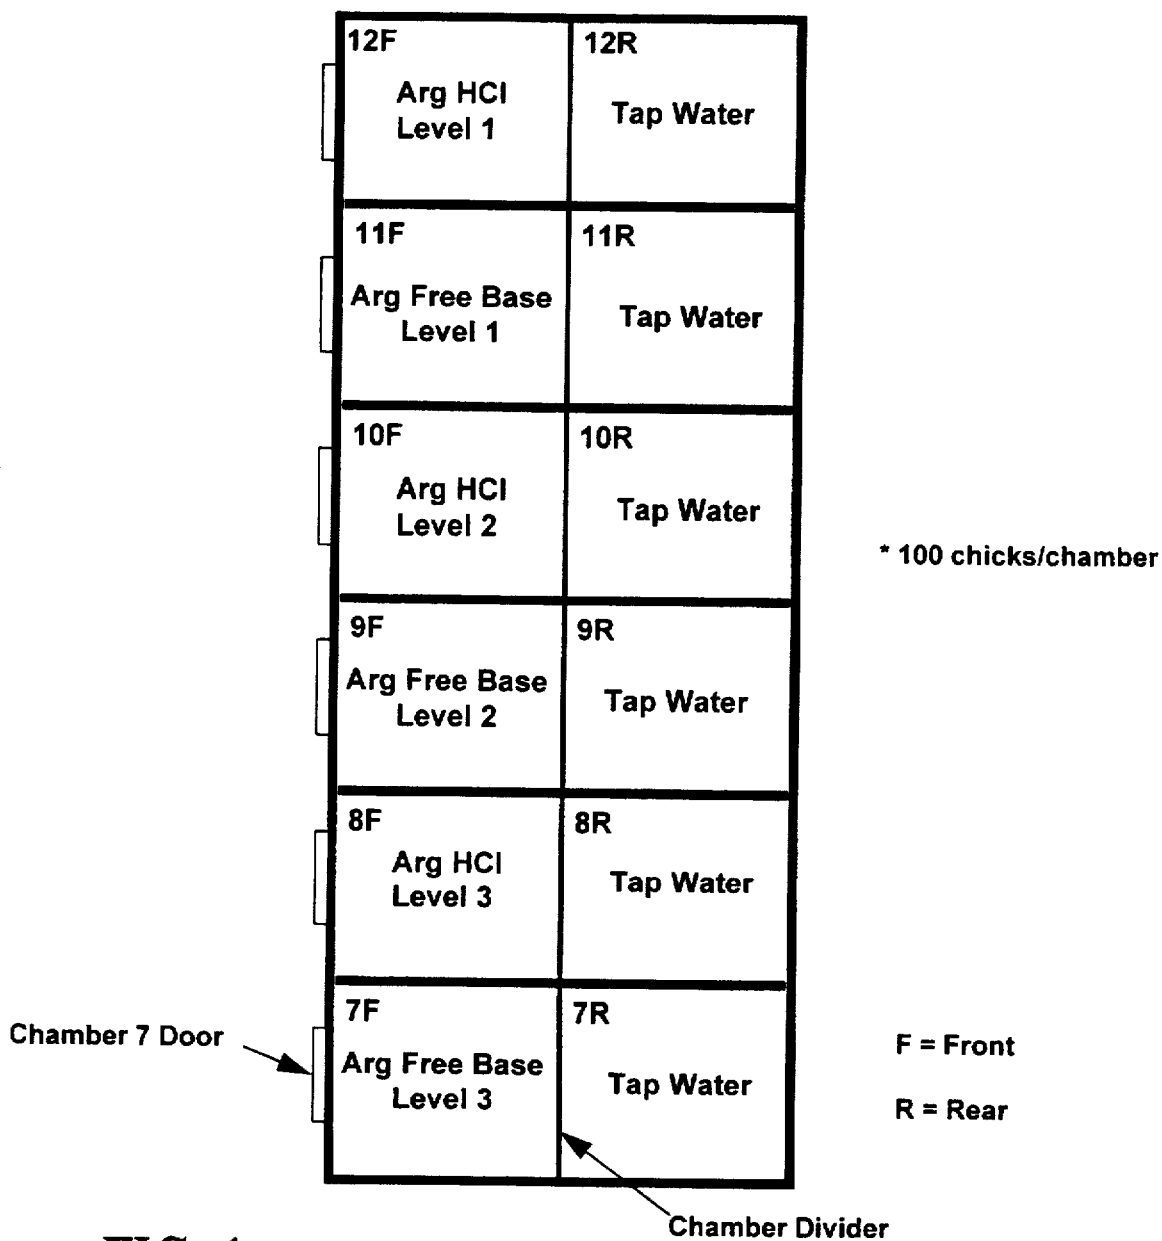 12F
12R
Arg HCl
Level 1
Tap Water
11F
11R
Arg Free Base
Level 1
Tap Water
10F
10R
Arg HCl
Level 2
Tap Water
* 100 chicks/chamber
9F
9R
Arg Free Base
Level 2
Tap Water
8F
8R
Arg HCl
Level 3
Tap Water
7F
7R
Chamber 7 Door
Arg Free Base
Level 3
Tap Water
F = Front
R = Rear
Chamber Divider